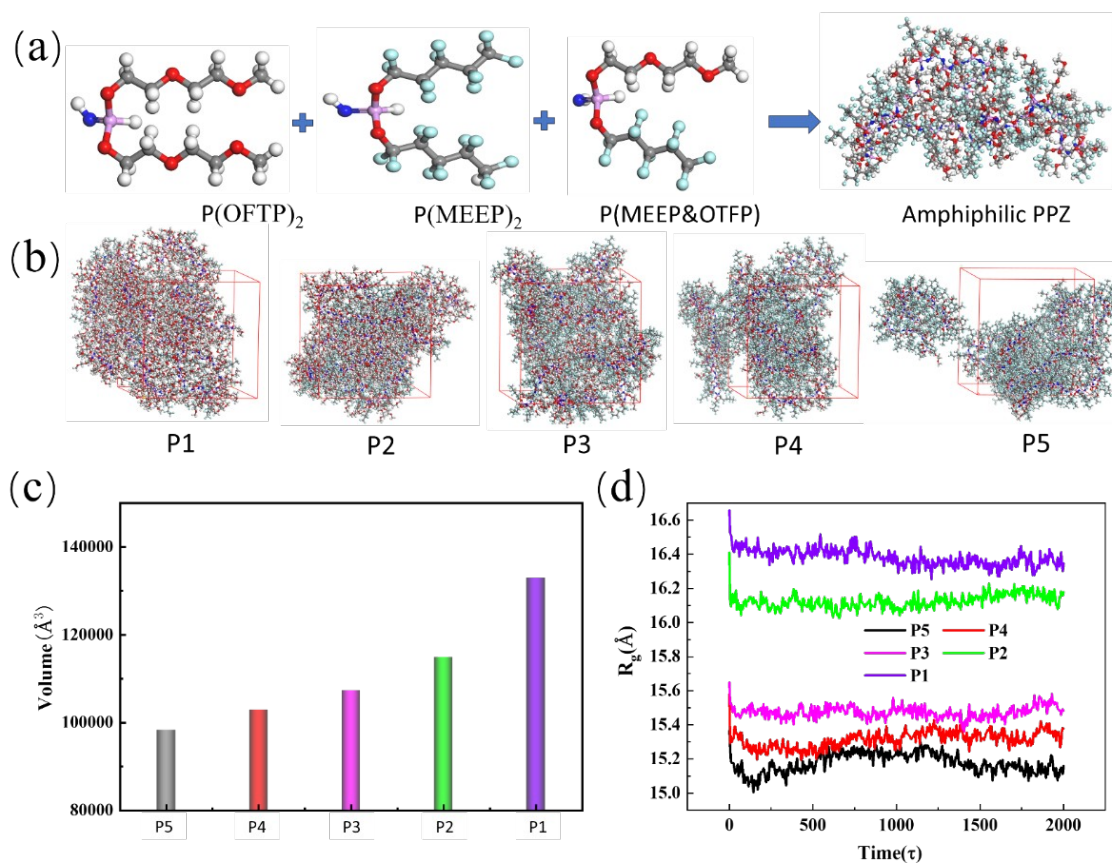 (a)
P(OFTP)₂
P(MEEP)₂
P(MEEP&OTFP)
Amphiphilic PPZ
(b)
P1
P2
P3
P4
P5
(c)
Volume (Å³)
140000
120000
100000
80000
P5
P4
P3
P2
P1
(d)
R_g(Å)
16.6
16.4
16.2
16.0
15.8
15.6
15.4
15.2
15.0
P5 P4
P3 P2
P1
0 500 1000 1500 2000
Time(τ)